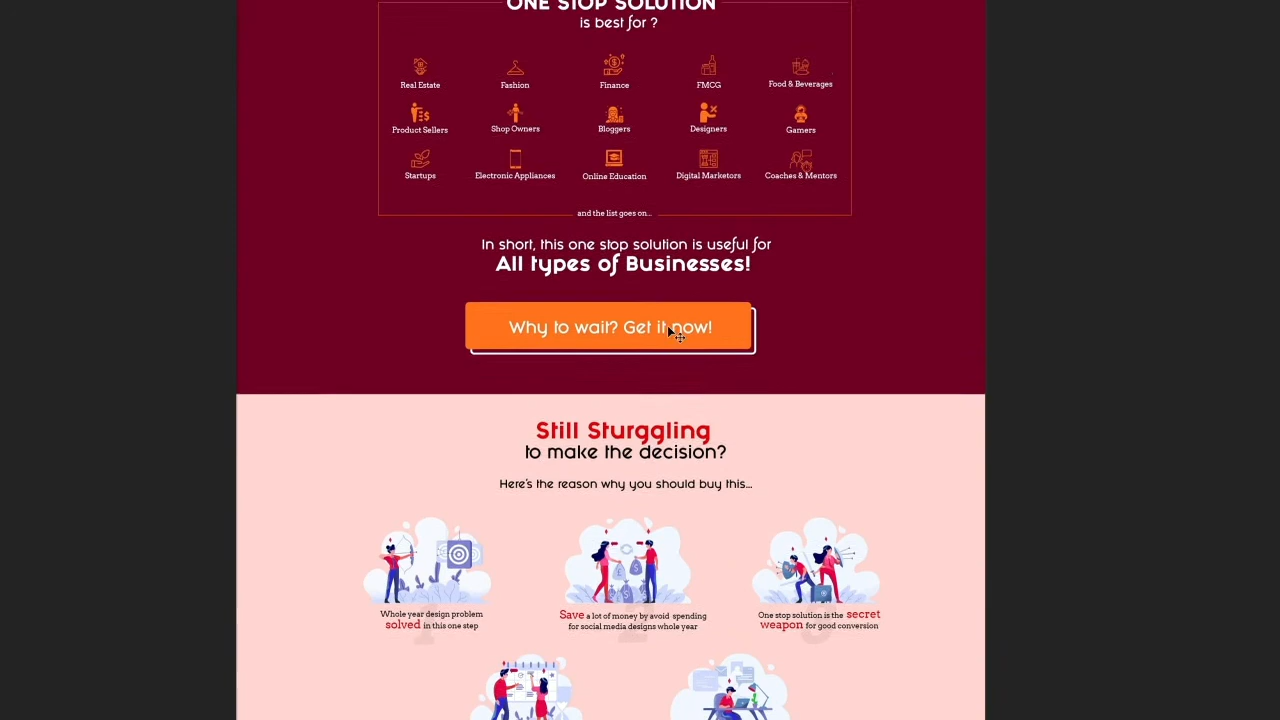 ONE STOP SOLUTION
is best for ?
Real Estate
Fashion
Finance
FMCG
Food & Beverages
Product Sellers
Shop Owners
Bloggers
Designers
Gamers
Startups
Electronic Appliances
Online Education
Digital Marketors
Coaches & Mentors
and the list goes on...
In short, this one stop solution is useful for
All types of Businesses!
Why to wait? Get it now!
Still Sturggling
to make the decision?
Here's the reason why you should buy this...
Whole year design problem
solved in this one step
Save a lot of money by avoid spending
for social media designs whole year
One stop solution is the secret
weapon for good conversion